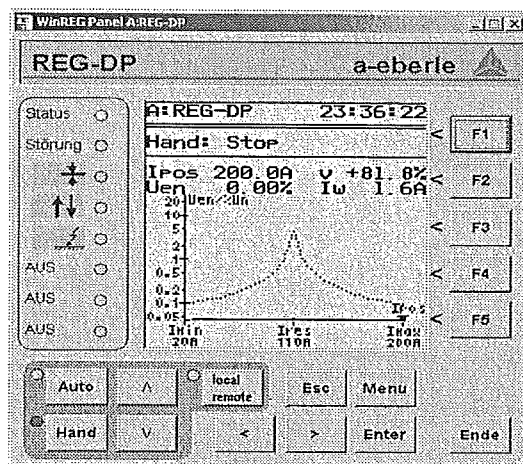 WinREG Panel A:REG-DP
REG-DP a-eberle
Status
Störung
AUS
AUS
AUS
A:REG-DP 23:36:22
Hand: Stop
Ipos 200.0A v +81.8%
Uen 0.00% Iw 1.6A
Uen/%Un
20
10
5
2
1
0.5
0.2
0.1
0.05
Ipos
Imin Ires Imax
20A 110A 200A
< F1
< F2
< F3
< F4
< F5
Auto ∧ local remote Esc Menu
Hand ∨ < > Enter Ende